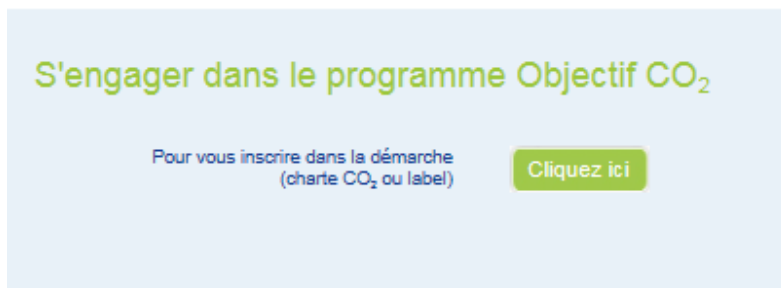 S'engager dans le programme Objectif CO₂
Pour vous inscrire dans la démarche
(charte CO₂ ou label)
Cliquez ici